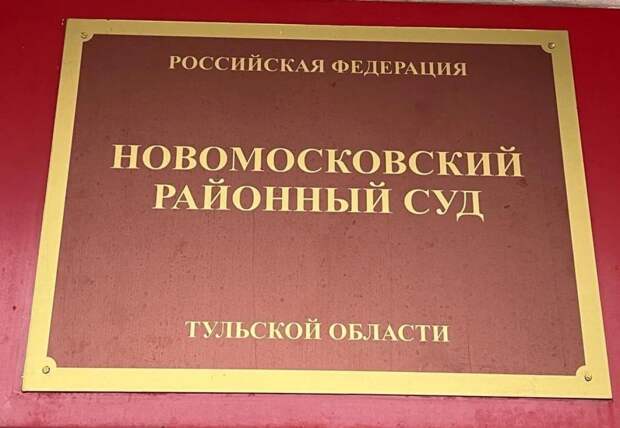 РОССИЙСКАЯ ФЕДЕРАЦИЯ
НОВОМОСКОВСКИЙ
РАЙОННЫЙ СУД
ТУЛЬСКОЙ ОБЛАСТИ